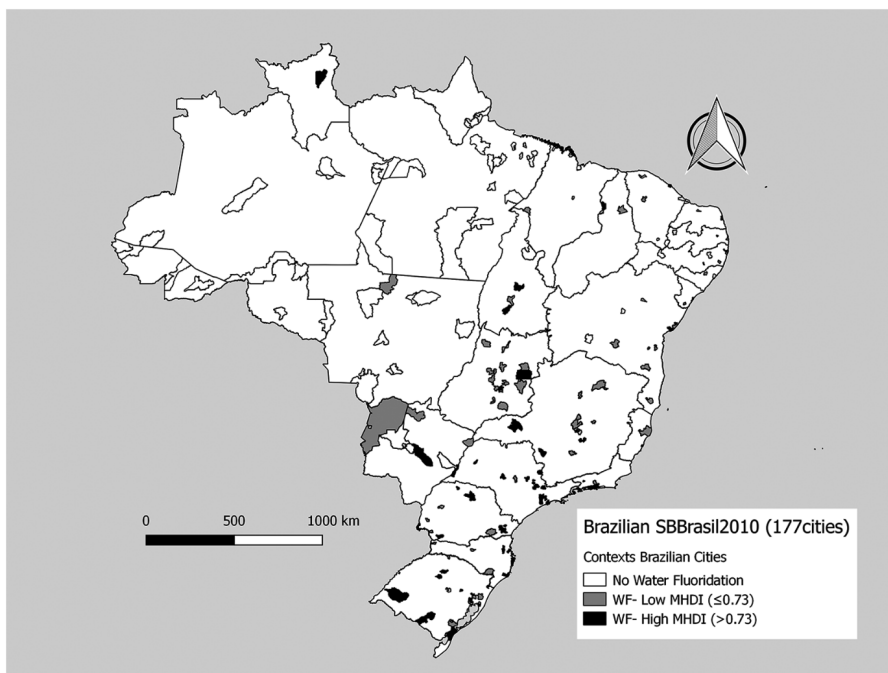 0 500 1000 km
Brazilian SBBrasil2010 (177cities)
Contexts Brazilian Cities
No Water Fluoridation
WF- Low MHDI (≤0.73)
WF- High MHDI (>0.73)